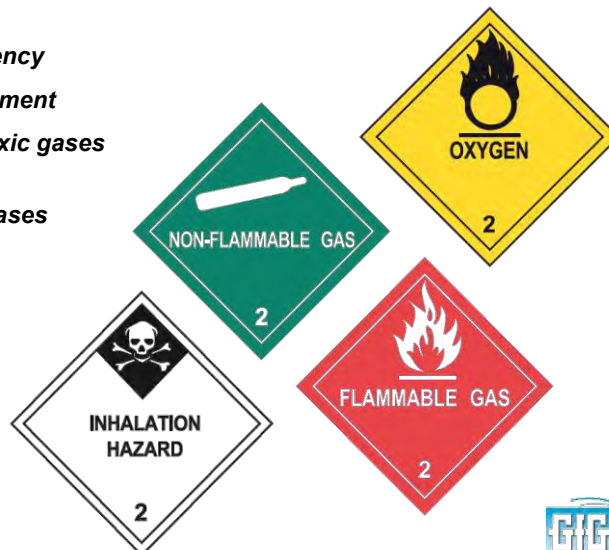 ency
ment
xic gases
ases
OXYGEN
2
NON-FLAMMABLE GAS
2
FLAMMABLE GAS
2
INHALATION
HAZARD
2